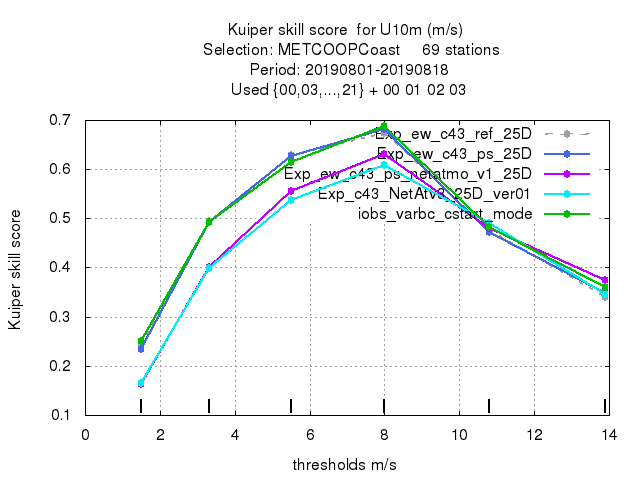 Kuiper skill score for U10m (m/s)
Selection: METCOOPCoast 69 stations
Period: 20190801-20190818
Used {00,03,...,21} + 00 01 02 03
0.7
0.6
0.5
0.4
0.3
0.2
0.1
Kuiper skill score
Exp_ew_c43_ref_25D
Exp_ew_c43_ps_25D
Exp_ew_c43_ps_netatmo_v1_25D
Exp_c43_NetAtv3_25D_ver01
iobs_varbc_cstart_mode
0 2 4 6 8 10 12 14
thresholds m/s